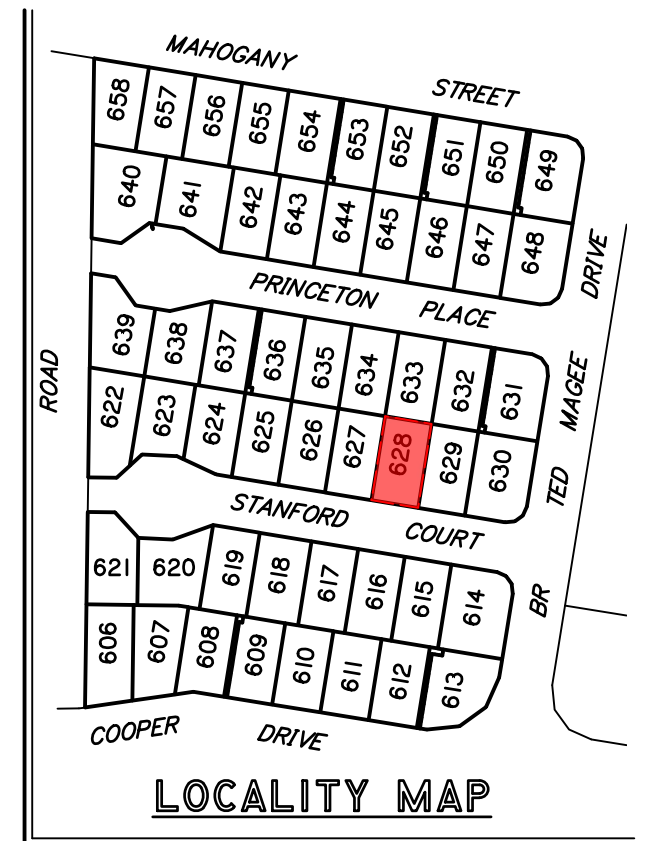 MAHOGANY STREET
658 657 656 655 654 653 652 651 650 649
640 641 642 643 644 645 646 647 648
PRINCETON PLACE
639 638 637 636 635 634 633 632 631
622 623 624 625 626 627 628 629 630
STANFORD COURT
621 620 619 618 617 616 615 614
606 607 608 609 610 611 612 613
COOPER DRIVE
ROAD
BR TED MAGEE DRIVE
LOCALITY MAP